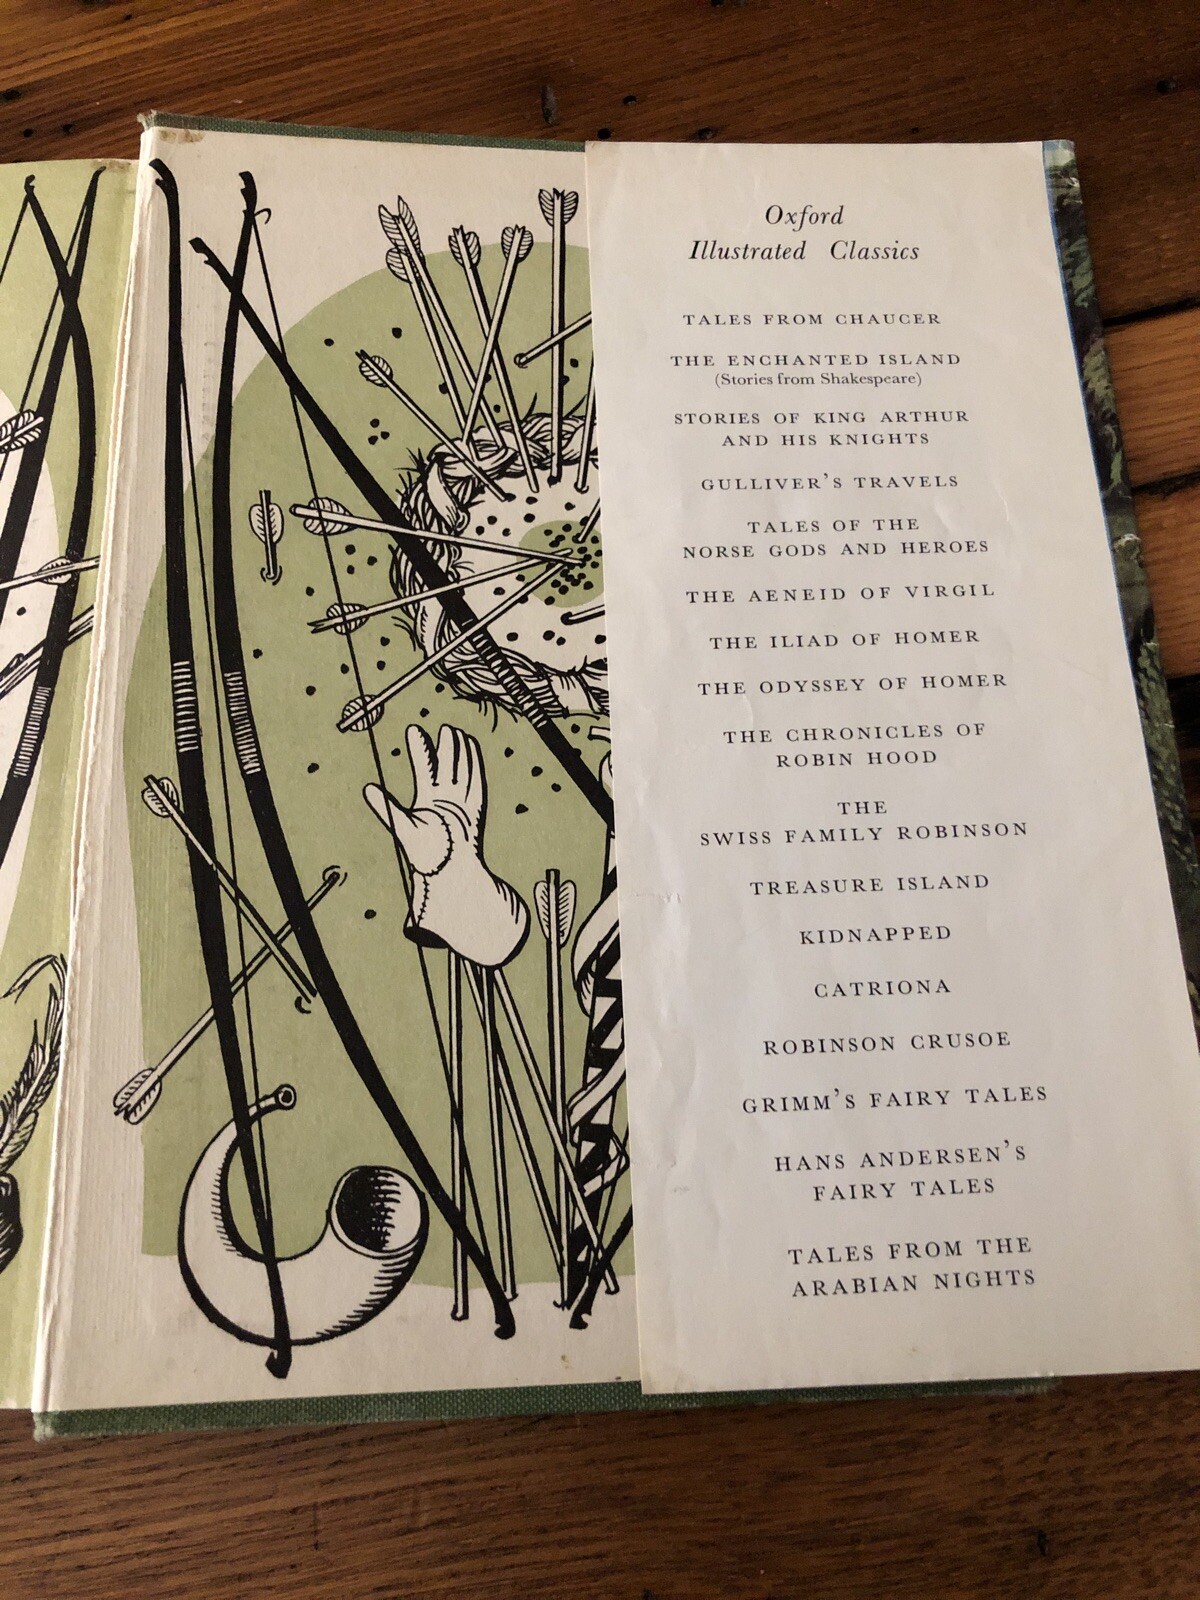 Oxford
Illustrated Classics
TALES FROM CHAUCER
THE ENCHANTED ISLAND
(Stories from Shakespeare)
STORIES OF KING ARTHUR
AND HIS KNIGHTS
GULLIVER'S TRAVELS
TALES OF THE
NORSE GODS AND HEROES
THE AENEID OF VIRGIL
THE ILIAD OF HOMER
THE ODYSSEY OF HOMER
THE CHRONICLES OF
ROBIN HOOD
THE
SWISS FAMILY ROBINSON
TREASURE ISLAND
KIDNAPPED
CATRIONA
ROBINSON CRUSOE
GRIMM'S FAIRY TALES
HANS ANDERSEN'S
FAIRY TALES
TALES FROM THE
ARABIAN NIGHTS